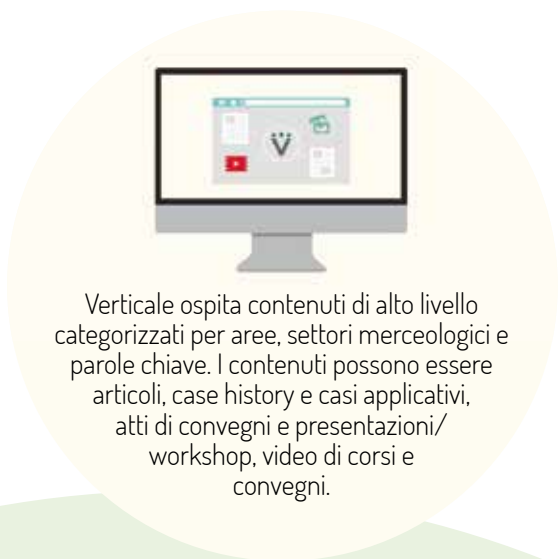 Verticale ospita contenuti di alto livello
categorizzati per aree, settori merceologici e
parole chiave. I contenuti possono essere
articoli, case history e casi applicativi,
atti di convegni e presentazioni/
workshop, video di corsi e
convegni.